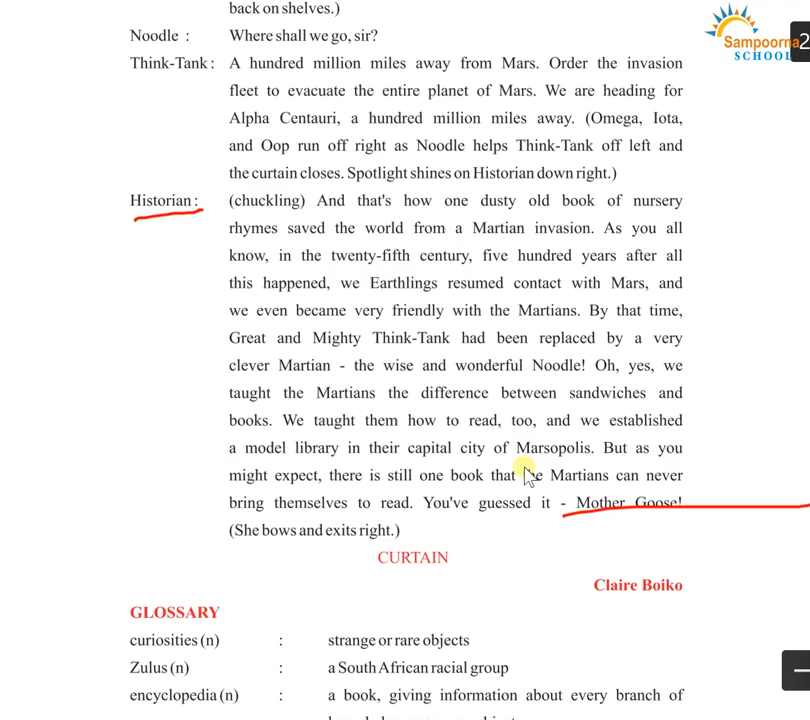 back on shelves.)
Sampoorna
SCHOOL
2
Noodle : Where shall we go, sir?
Think-Tank : A hundred million miles away from Mars. Order the invasion
fleet to evacuate the entire planet of Mars. We are heading for
Alpha Centauri, a hundred million miles away. (Omega, Iota,
and Oop run off right as Noodle helps Think-Tank off left and
the curtain closes. Spotlight shines on Historian down right.)
Historian : (chuckling) And that's how one dusty old book of nursery
rhymes saved the world from a Martian invasion. As you all
know, in the twenty-fifth century, five hundred years after all
this happened, we Earthlings resumed contact with Mars, and
we even became very friendly with the Martians. By that time,
Great and Mighty Think-Tank had been replaced by a very
clever Martian - the wise and wonderful Noodle! Oh, yes, we
taught the Martians the difference between sandwiches and
books. We taught them how to read, too, and we established
a model library in their capital city of Marsopolis. But as you
might expect, there is still one book that the Martians can never
bring themselves to read. You've guessed it - Mother Goose!
(She bows and exits right.)
CURTAIN
Claire Boiko
GLOSSARY
curiosities (n) : strange or rare objects
Zulus (n) : a South African racial group
encyclopedia (n) : a book, giving information about every branch of